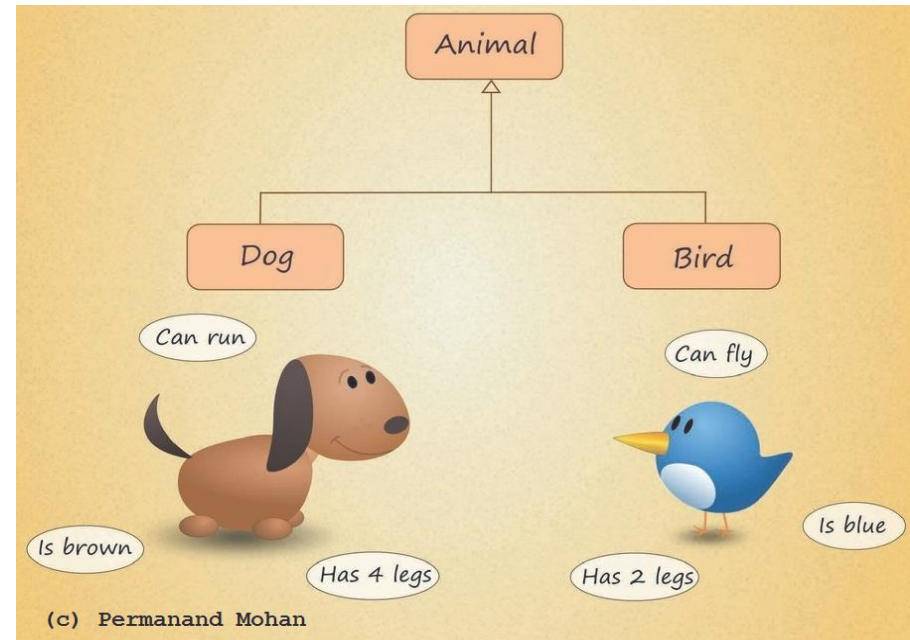 Animal
Dog
Bird
Can run
Can fly
Is brown
Has 4 legs
Has 2 legs
Is blue
(c) Permanand Mohan